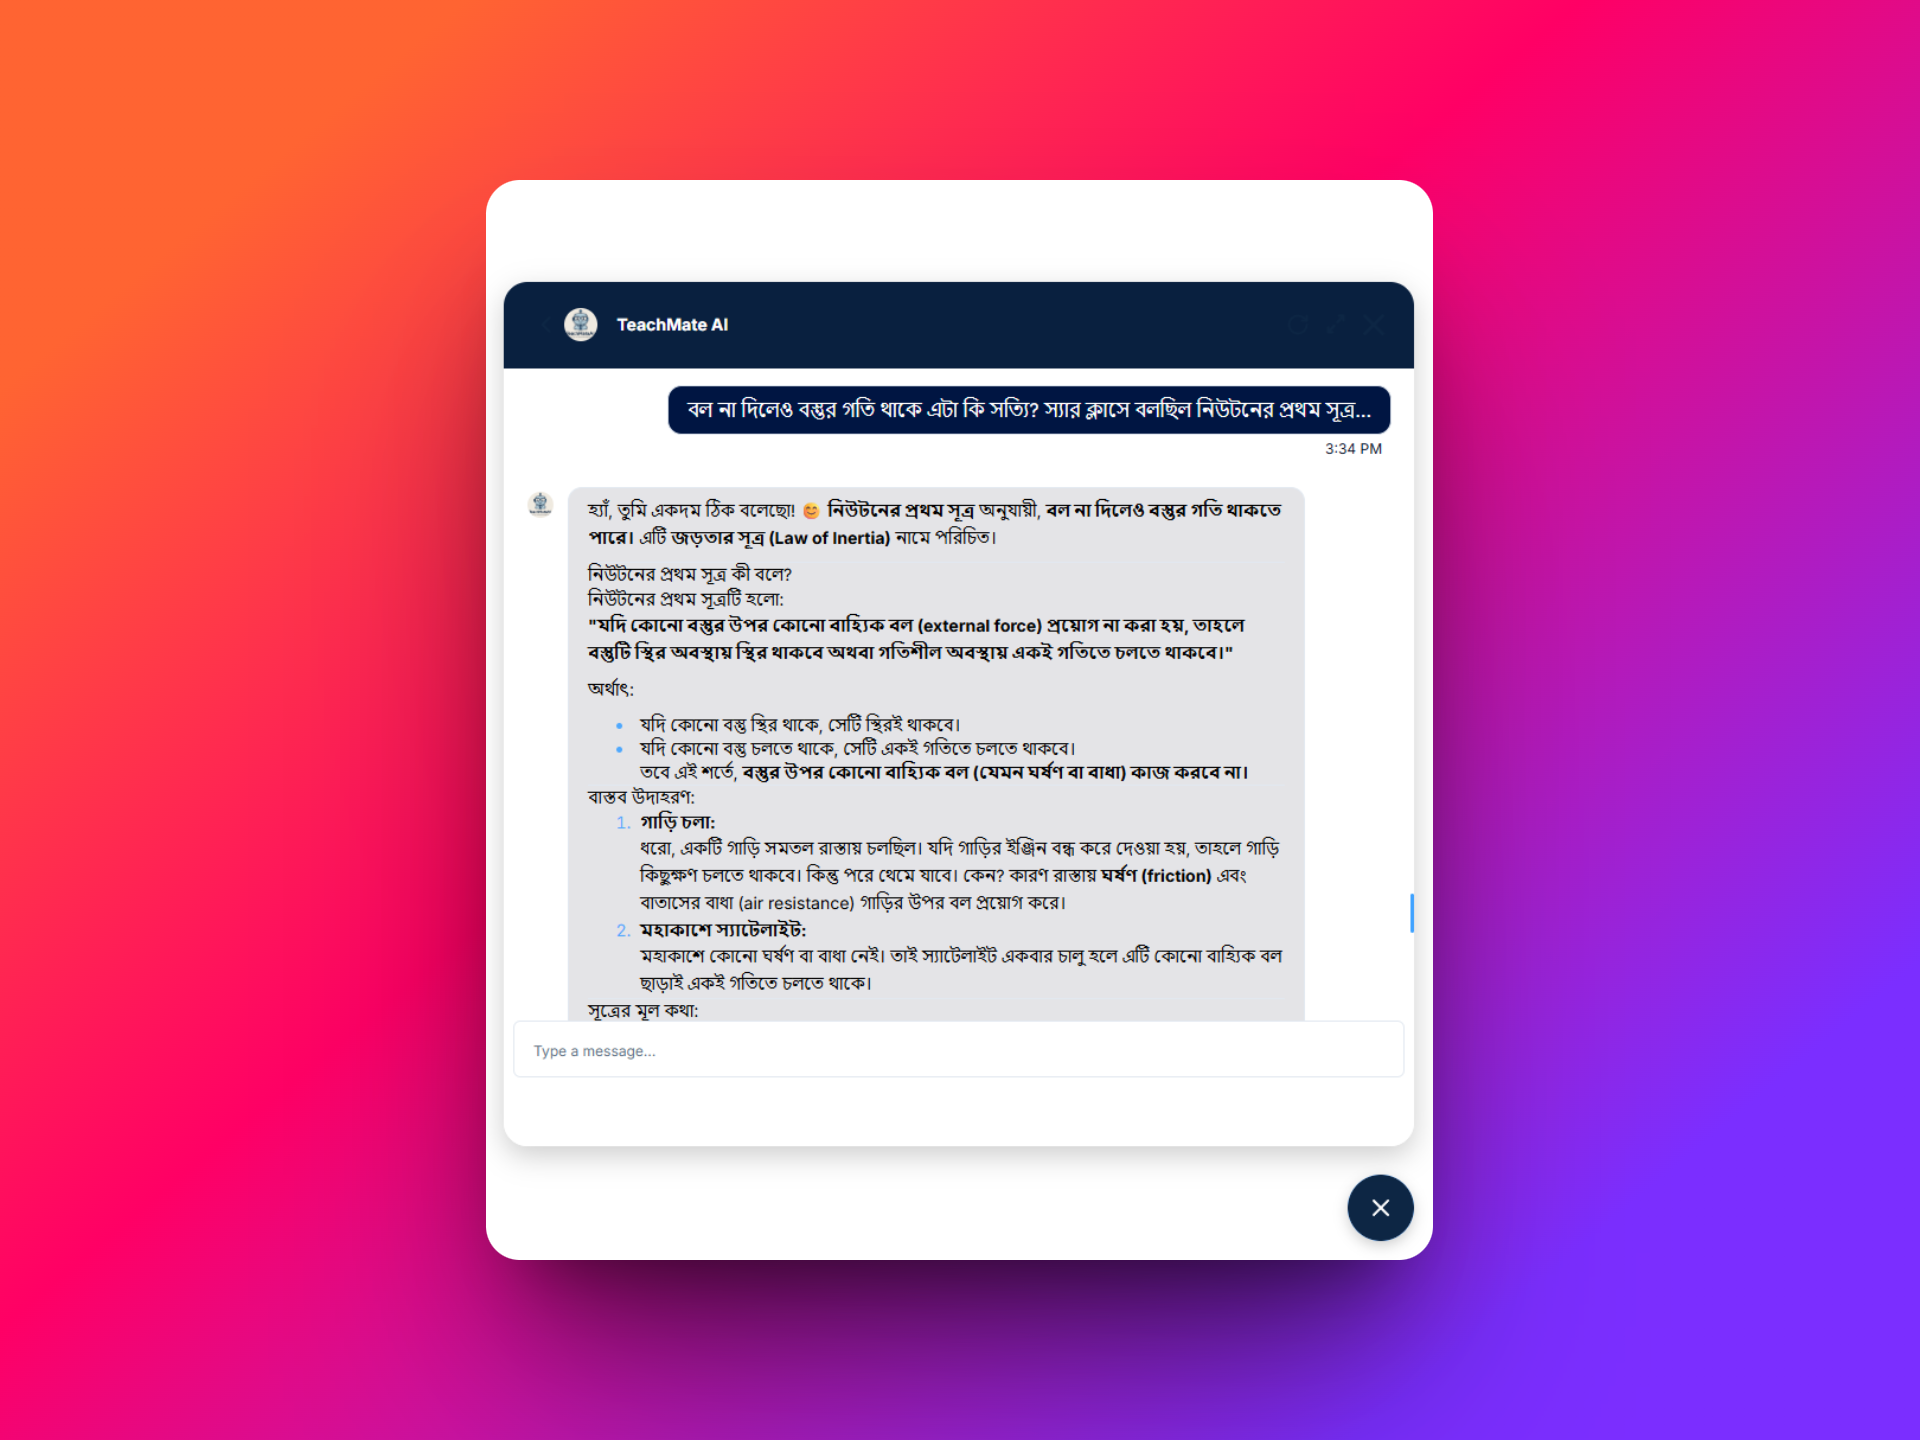 TeachMate AI
বল না দিলেও বস্তুর গতি থাকে এটা কি সত্যি? স্যার ক্লাসে বলছিল নিউটনের প্রথম সূত্র...
3:34 PM
হ্যাঁ, তুমি একদম ঠিক বলেছো! 😊 নিউটনের প্রথম সূত্র অনুযায়ী, বল না দিলেও বস্তুর গতি থাকতে
পারে। এটি জড়তার সূত্র (Law of Inertia) নামে পরিচিত।
নিউটনের প্রথম সূত্র কী বলে?
নিউটনের প্রথম সূত্রটি হলো:
"যদি কোনো বস্তুর উপর কোনো বাহ্যিক বল (external force) প্রয়োগ না করা হয়, তাহলে
বস্তুটি স্থির অবস্থায় স্থির থাকবে অথবা গতিশীল অবস্থায় একই গতিতে চলতে থাকবে।"
অর্থাৎ:
• যদি কোনো বস্তু স্থির থাকে, সেটি স্থিরই থাকবে।
• যদি কোনো বস্তু চলতে থাকে, সেটি একই গতিতে চলতে থাকবে।
তবে এই শর্তে, বস্তুর উপর কোনো বাহ্যিক বল (যেমন ঘর্ষণ বা বাধা) কাজ করবে না।
বাস্তব উদাহরণ:
1. গাড়ি চলা:
ধরো, একটি গাড়ি সমতল রাস্তায় চলছিল। যদি গাড়ির ইঞ্জিন বন্ধ করে দেওয়া হয়, তাহলে গাড়ি
কিছুক্ষণ চলতে থাকবে। কিন্তু পরে থেমে যাবে। কেন? কারণ রাস্তায় ঘর্ষণ (friction) এবং
বাতাসের বাধা (air resistance) গাড়ির উপর বল প্রয়োগ করে।
2. মহাকাশে স্যাটেলাইট:
মহাকাশে কোনো ঘর্ষণ বা বাধা নেই। তাই স্যাটেলাইট একবার চালু হলে এটি কোনো বাহ্যিক বল
ছাড়াই একই গতিতে চলতে থাকে।
সূত্রের মূল কথা:
Type a message...